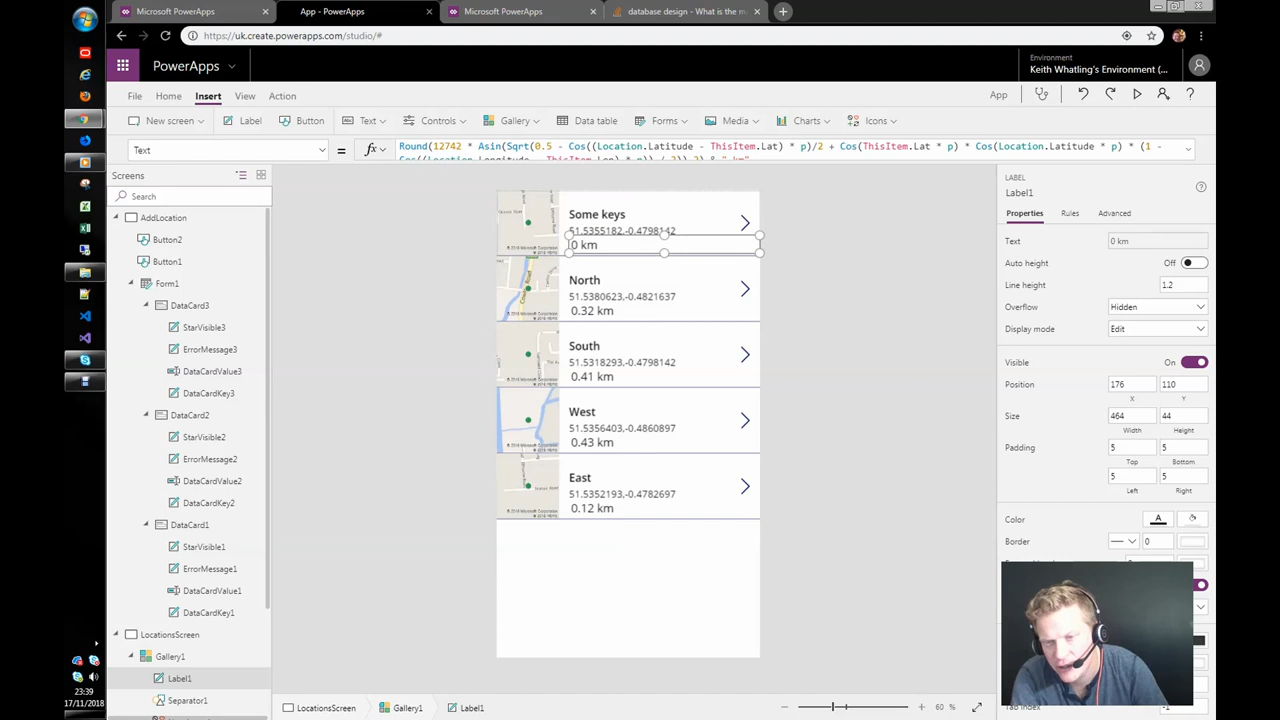 Microsoft PowerApps
App - PowerApps
Microsoft PowerApps
database design - What is the m
https://uk.create.powerapps.com/studio/#
PowerApps
Environment
Keith Whatling's Environment (...
File Home Insert View Action
App
New screen Label Button Text Controls Gallery Data table Forms Media Charts Icons
Text = fx Round(12742 * Asin(Sqrt(0.5 - Cos((Location.Latitude - ThisItem.Lat) * p)/2 + Cos(ThisItem.Lat * p) * Cos(Location.Latitude * p) * (1 -
Screens
Search
AddLocation
Button2
Button1
Form1
DataCard3
StarVisible3
ErrorMessage3
DataCardValue3
DataCardKey3
DataCard2
StarVisible2
ErrorMessage2
DataCardValue2
DataCardKey2
DataCard1
StarVisible1
ErrorMessage1
DataCardValue1
DataCardKey1
LocationsScreen
Gallery1
Label1
Separator1
Some keys
51.5355182,-0.4798142
0 km
North
51.5380623,-0.4821637
0.32 km
South
51.5318293,-0.4798142
0.41 km
West
51.5356403,-0.4860897
0.43 km
East
51.5352193,-0.4782697
0.12 km
LABEL
Label1
Properties Rules Advanced
Text 0 km
Auto height Off
Line height 1.2
Overflow Hidden
Display mode Edit
Visible On
Position 176 110
X Y
Size 464 44
Width Height
Padding 5 5
Top Bottom
5 5
Left Right
Color A
Border 0
Tab index -1
LocationsScreen Gallery1 Label1
60 %
23:39
17/11/2018